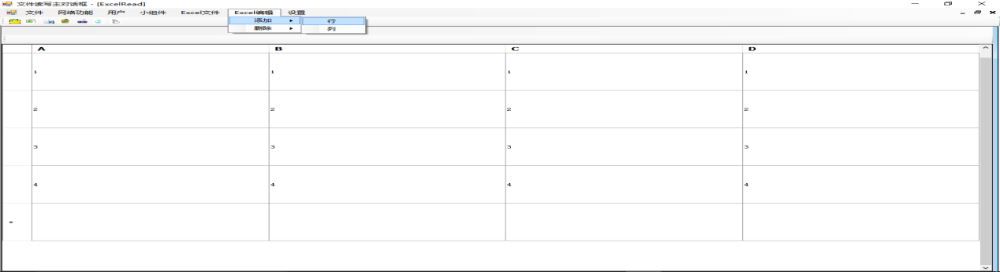 文件读写主对话框 - [ExcelRead]
文件 网络功能 用户 小组件 Excel文件 Excel编辑 设置
添加 行
删除 列
A B C D
1 1 1 1
2 2 2 2
3 3 3 3
4 4 4 4
*